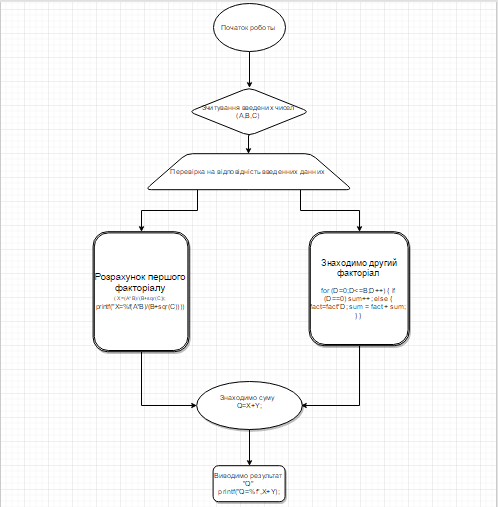 Початок роботи
Зчитування введених чисел
(A,B,C)
Перевірка на відповідність введенних данних
Розрахунок першого
факторіалу
(X=(A*B)/(B+sqr(C))
printf("X=%f(A*B)/(B+sqr(C))))
Знаходимо другий
факторіал
for (D=0;D<=B;D++) { if
(D==0) sum++; else {
fact=fact*D; sum = fact + sum;
} }
Знаходимо суму
Q=X+Y;
Виводимо результат
"Q"
printf("Q=%f",X+Y);